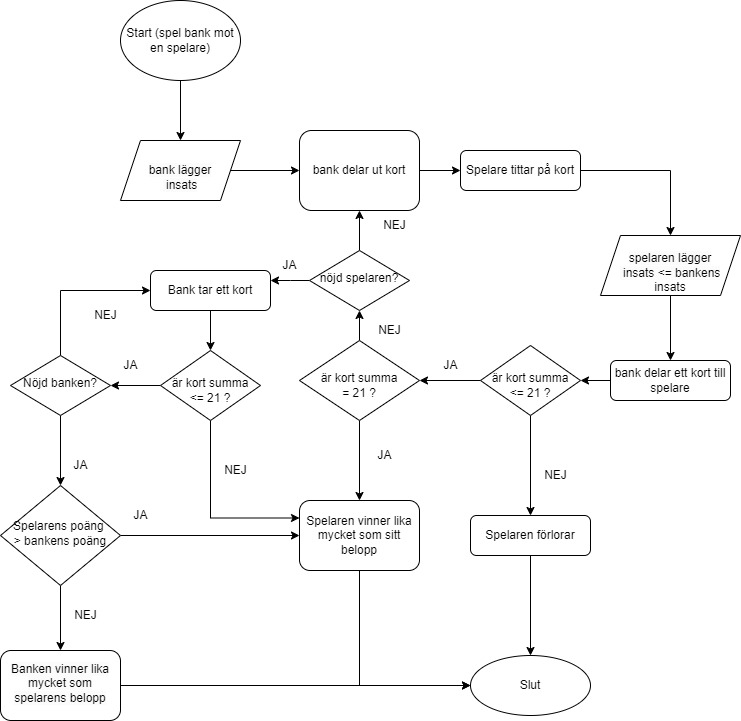 Start (spel bank mot
en spelare)
bank lägger
insats
bank delar ut kort
Spelare tittar på kort
spelaren lägger
insats <= bankens
insats
NEJ
JA
nöjd spelaren?
Bank tar ett kort
NEJ
NEJ
bank delar ett kort till
spelare
JA
JA
Nöjd banken?
är kort summa
<= 21 ?
är kort summa
= 21 ?
är kort summa
<= 21 ?
JA
NEJ
JA
NEJ
JA
Spelarens poäng
> bankens poäng
Spelaren vinner lika
mycket som sitt
belopp
Spelaren förlorar
NEJ
Banken vinner lika
mycket som
spelarens belopp
Slut